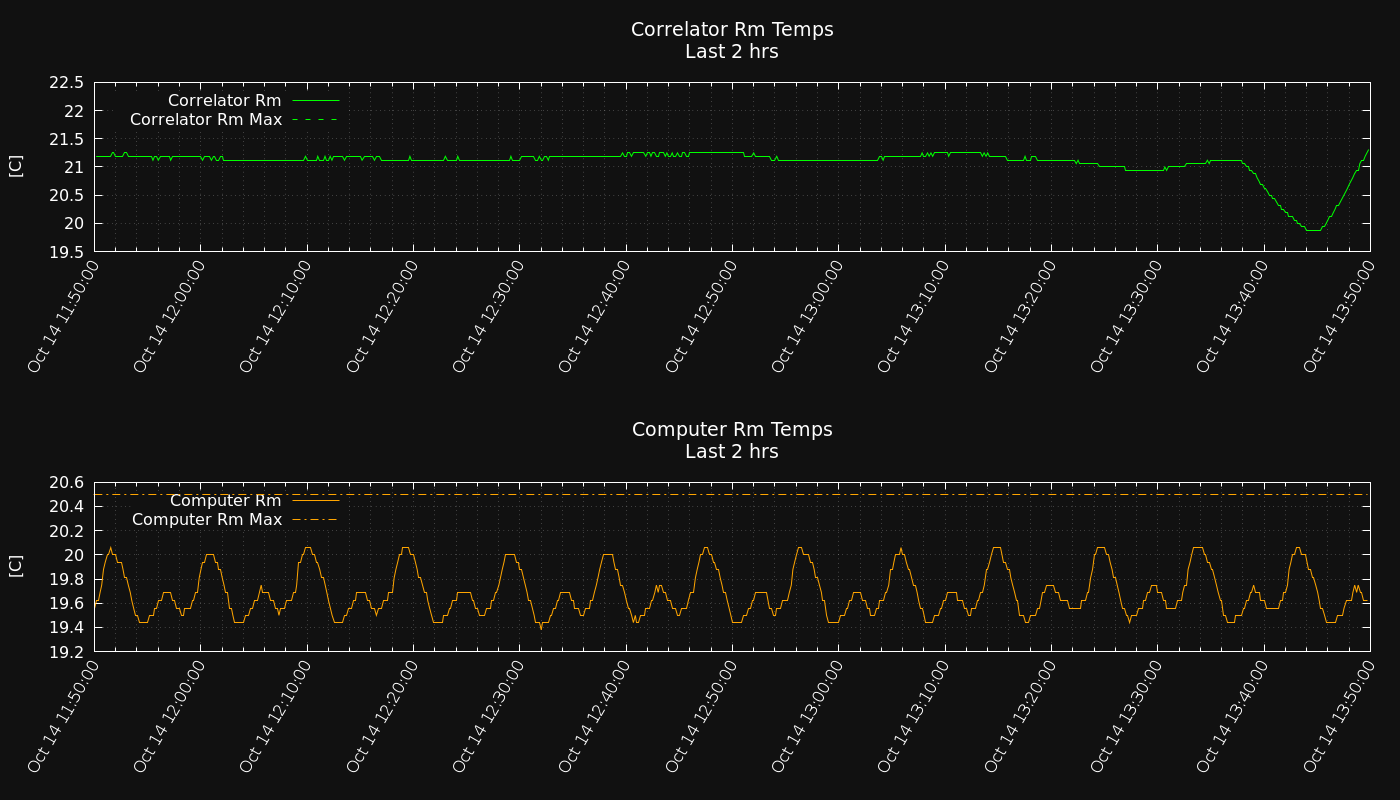 Correlator Rm Temps
Last 2 hrs
22.5
22
21.5
21
20.5
20
19.5
[C]
Correlator Rm
Correlator Rm Max
Oct 14 11:50:00
Oct 14 12:00:00
Oct 14 12:10:00
Oct 14 12:20:00
Oct 14 12:30:00
Oct 14 12:40:00
Oct 14 12:50:00
Oct 14 13:00:00
Oct 14 13:10:00
Oct 14 13:20:00
Oct 14 13:30:00
Oct 14 13:40:00
Oct 14 13:50:00
Computer Rm Temps
Last 2 hrs
20.6
20.4
20.2
20
19.8
19.6
19.4
19.2
[C]
Computer Rm
Computer Rm Max
Oct 14 11:50:00
Oct 14 12:00:00
Oct 14 12:10:00
Oct 14 12:20:00
Oct 14 12:30:00
Oct 14 12:40:00
Oct 14 12:50:00
Oct 14 13:00:00
Oct 14 13:10:00
Oct 14 13:20:00
Oct 14 13:30:00
Oct 14 13:40:00
Oct 14 13:50:00